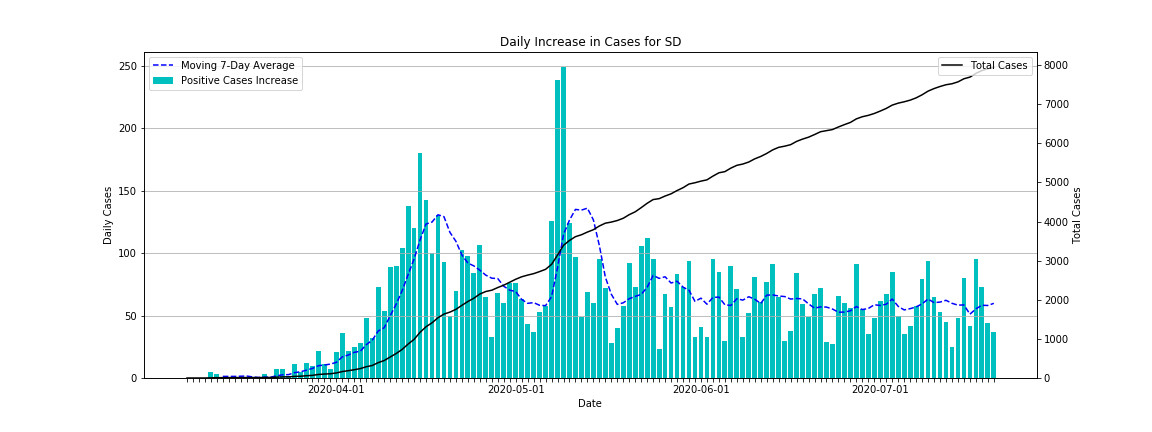 Daily Increase in Cases for SD
Moving 7-Day Average
Positive Cases Increase
Total Cases
250
200
150
100
50
0
Daily Cases
8000
7000
6000
5000
4000
3000
2000
1000
0
Total Cases
2020-04-01
2020-05-01
2020-06-01
2020-07-01
Date